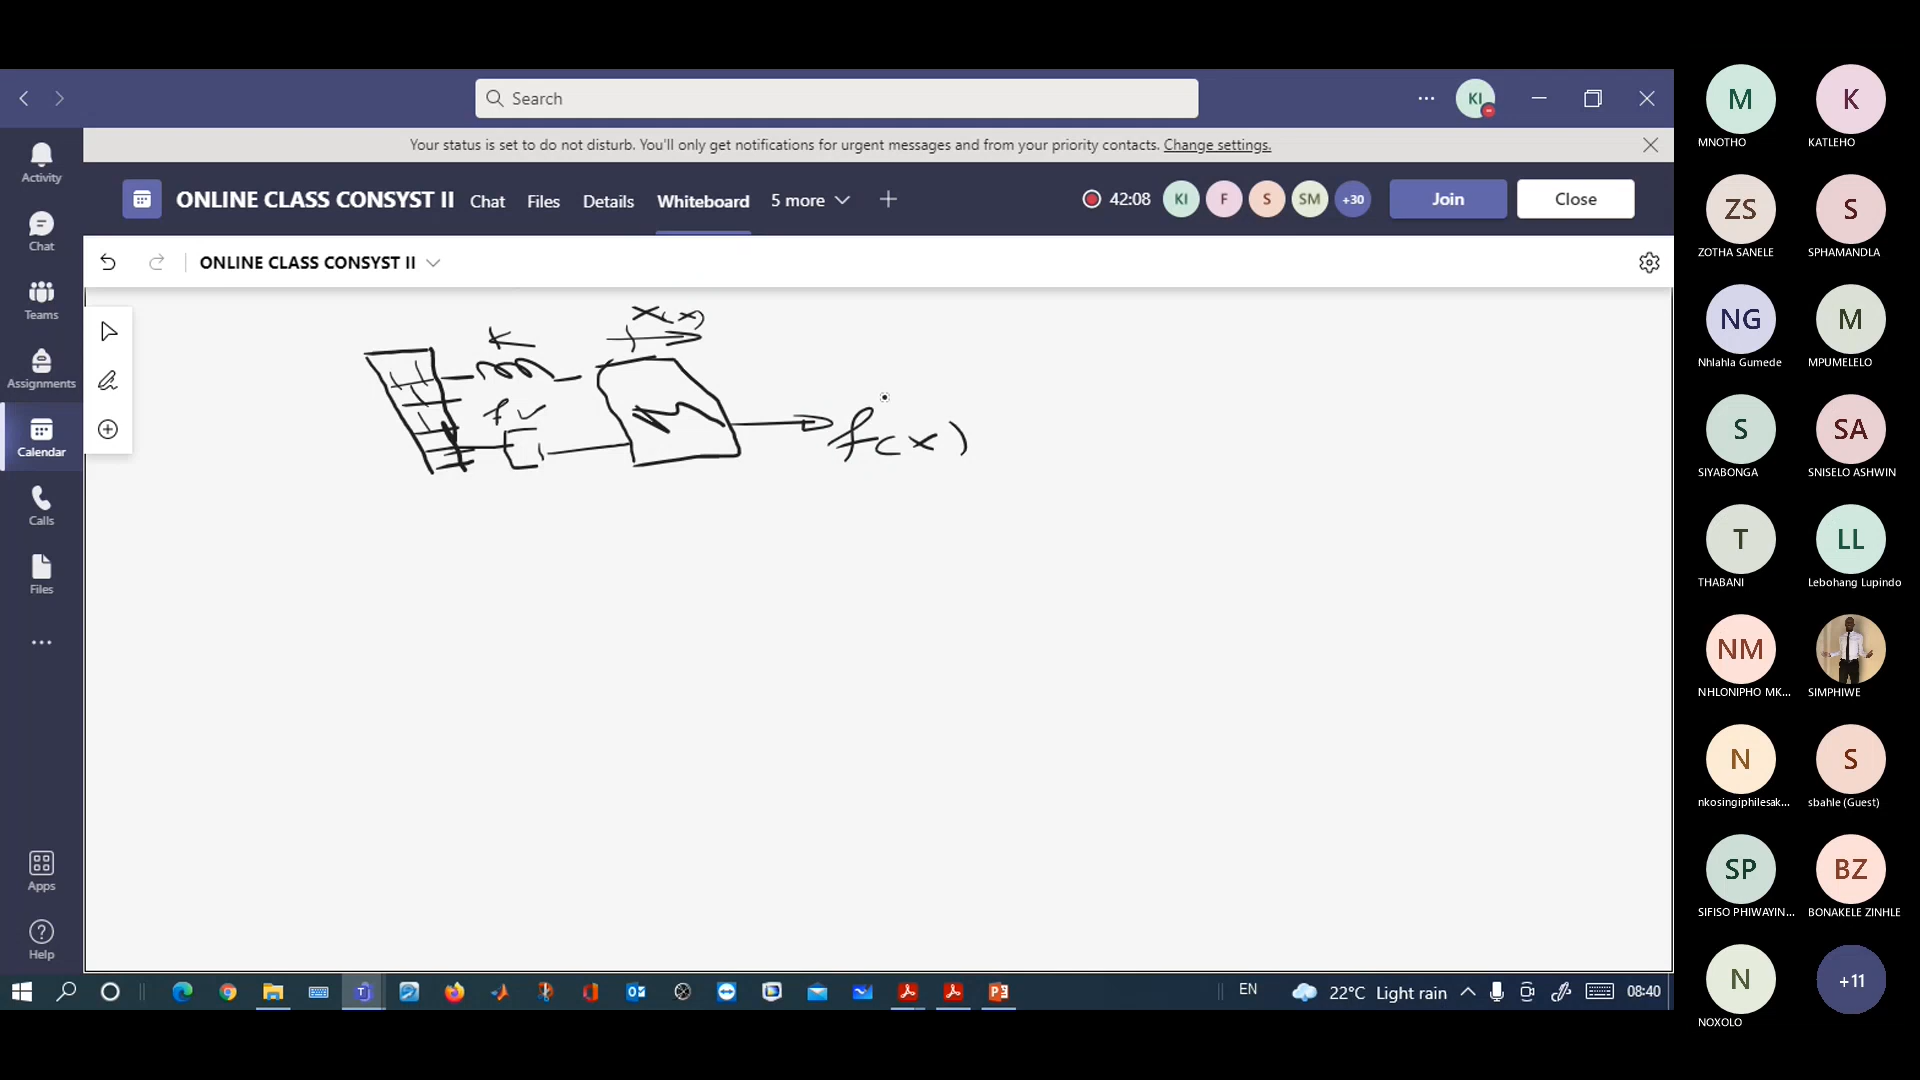 Search
KI
Your status is set to do not disturb. You'll only get notifications for urgent messages and from your priority contacts. Change settings.
ONLINE CLASS CONSYST II
Chat
Files
Details
Whiteboard
5 more
42:08
KI
F
S
SM
+30
Join
Close
ONLINE CLASS CONSYST II
Activity
Chat
Teams
Assignments
Calendar
Calls
Files
Apps
Help
K
x(x)
fv
M
f(x)
EN
22°C Light rain
08:40
M
MNOTHO
K
KATLEHO
ZS
ZOTHA SANELE
S
SPHAMANDLA
NG
Nhlahla Gumede
M
MPUMELELO
S
SIYABONGA
SA
SNISELO ASHWIN
T
THABANI
LL
Lebohang Lupindo
NM
NHLONIPHO MK...
SIMPHIWE
N
nkosingiphilesak...
S
sbahle (Guest)
SP
SIFISO PHIWAYIN...
BZ
BONAKELE ZINHLE
N
NOXOLO
+11